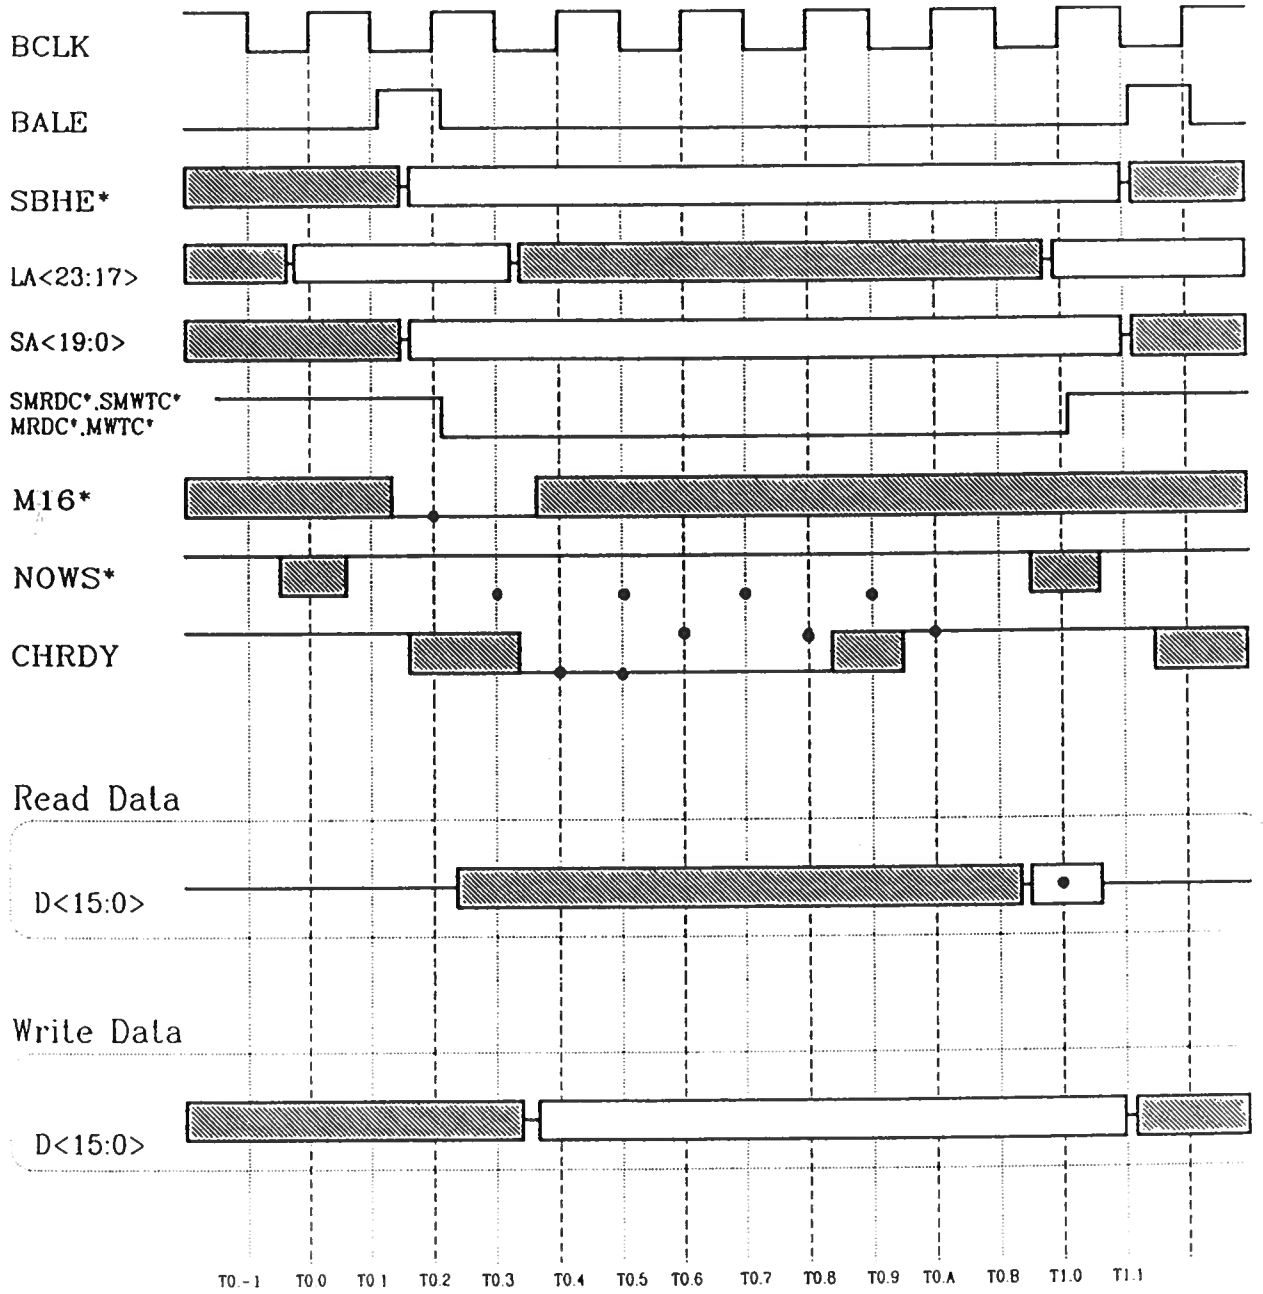 BCLK
BALE
SBHE*
LA<23:17>
SA<19:0>
SMRDC*,SMWTC*
MRDC*,MWTC*
M16*
NOWS*
CHRDY
Read Data
D<15:0>
Write Data
D<15:0>
T0.-1 T0.0 T0.1 T0.2 T0.3 T0.4 T0.5 T0.6 T0.7 T0.8 T0.9 T0.A T0.B T1.0 T1.1